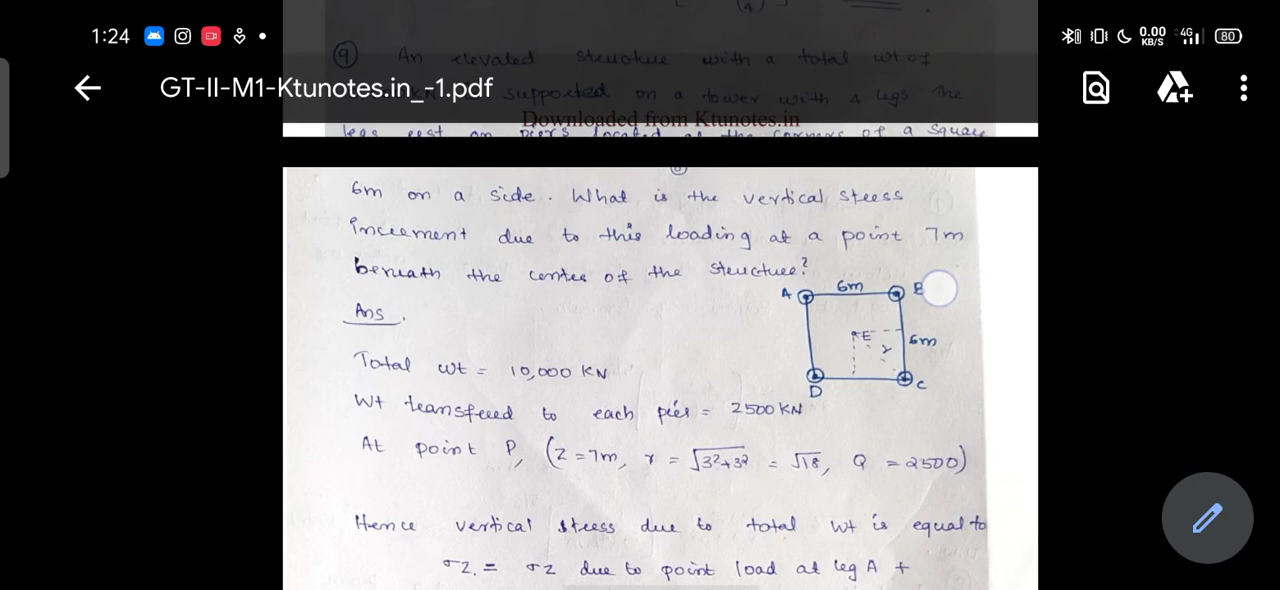 1:24
0.00 KB/S 4G 80
GT-II-M1-Ktunotes.in_-1.pdf
9 An elevated structure with a total wt of
supported on a tower with 4 legs The
Downloaded from Ktunotes.in
legs rest on piers located at the corners of a square
6m on a side. What is the vertical stress
increment due to this loading at a point 7m
beneath the center of the structure?
A 6m B
Ans.
E 6m
r
D C
Total wt = 10,000 KN
Wt transfered to each pier = 2500 KN
At point P, (Z = 7m, r = √3²+3² = √18, Q = 2500)
Hence vertical stress due to total wt is equal to
σz. = σz due to point load at leg A +